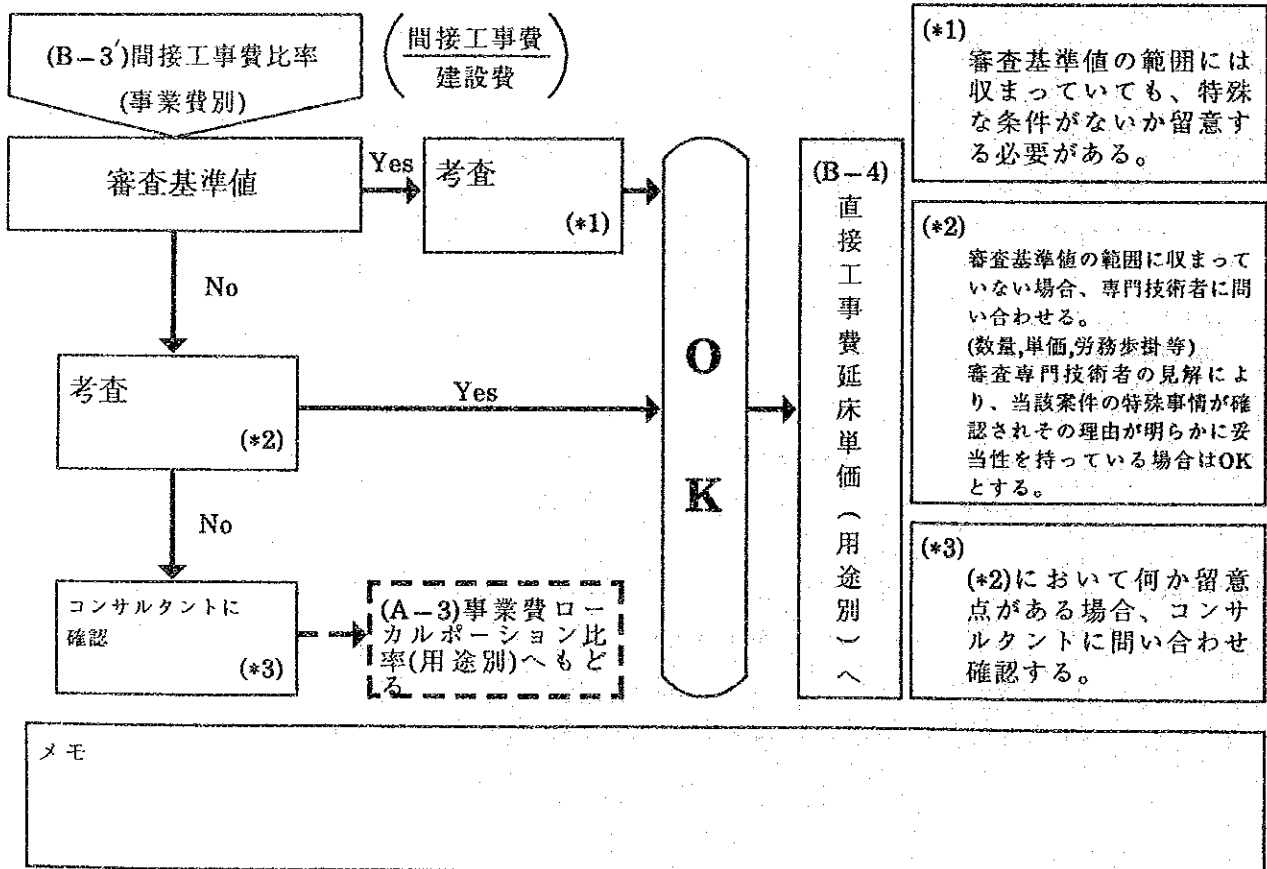 (B-3′)間接工事費比率
(事業費別)
(間接工事費
建設費)
審査基準値
Yes
考査
(*1)
No
考査
(*2)
Yes
No
コンサルタントに
確認
(*3)
(A-3)事業費ロー
カルポーション比
率(用途別)へもど
る
O
K
(B-4)
直接工事費延床単価(用途別)へ
(*1)
審査基準値の範囲には
収まっていても、特殊
な条件がないか留意す
る必要がある。
(*2)
審査基準値の範囲に収まって
いない場合、専門技術者に問
い合わせる。
(数量,単価,労務歩掛等)
審査専門技術者の見解によ
り、当該案件の特殊事情が確
認されその理由が明らかに妥
当性を持っている場合はOK
とする。
(*3)
(*2)において何か留意
点がある場合、コンサ
ルタントに問い合わせ
確認する。
メモ